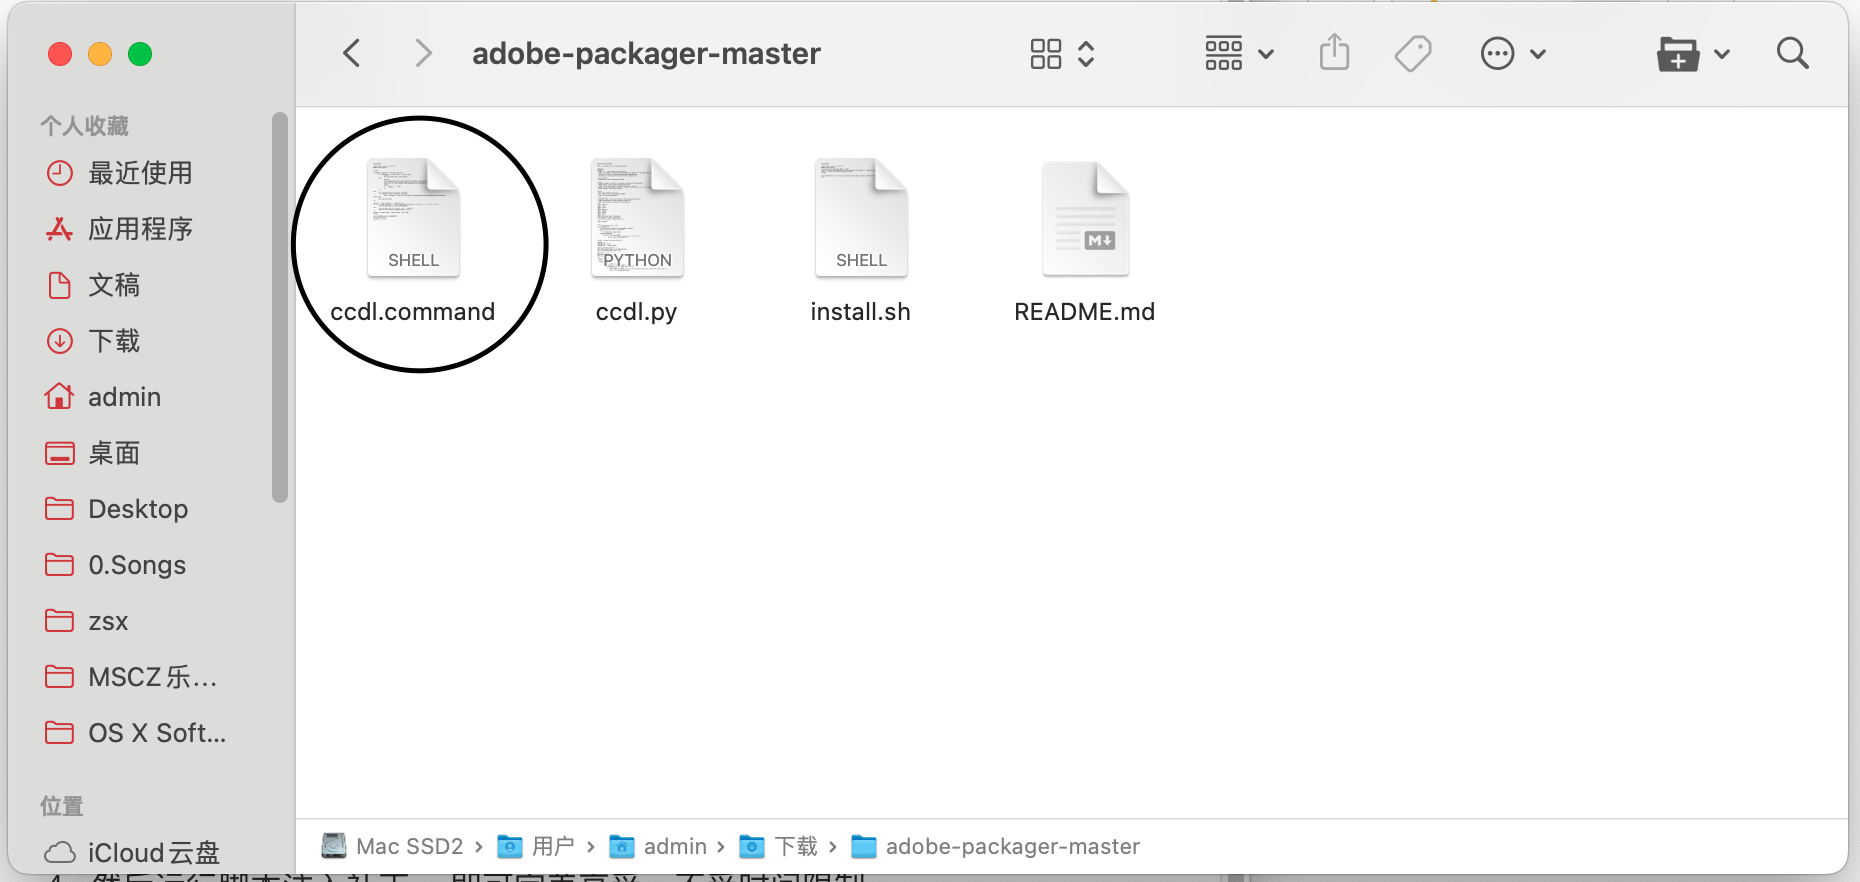 adobe-packager-master
个人收藏
最近使用
应用程序
文稿
下载
admin
桌面
Desktop
0.Songs
zsx
MSCZ乐...
OS X Soft...
位置
iCloud云盘
SHELL
ccdl.command
PYTHON
ccdl.py
SHELL
install.sh
M
README.md
Mac SSD2 › 用户 › admin › 下载 › adobe-packager-master